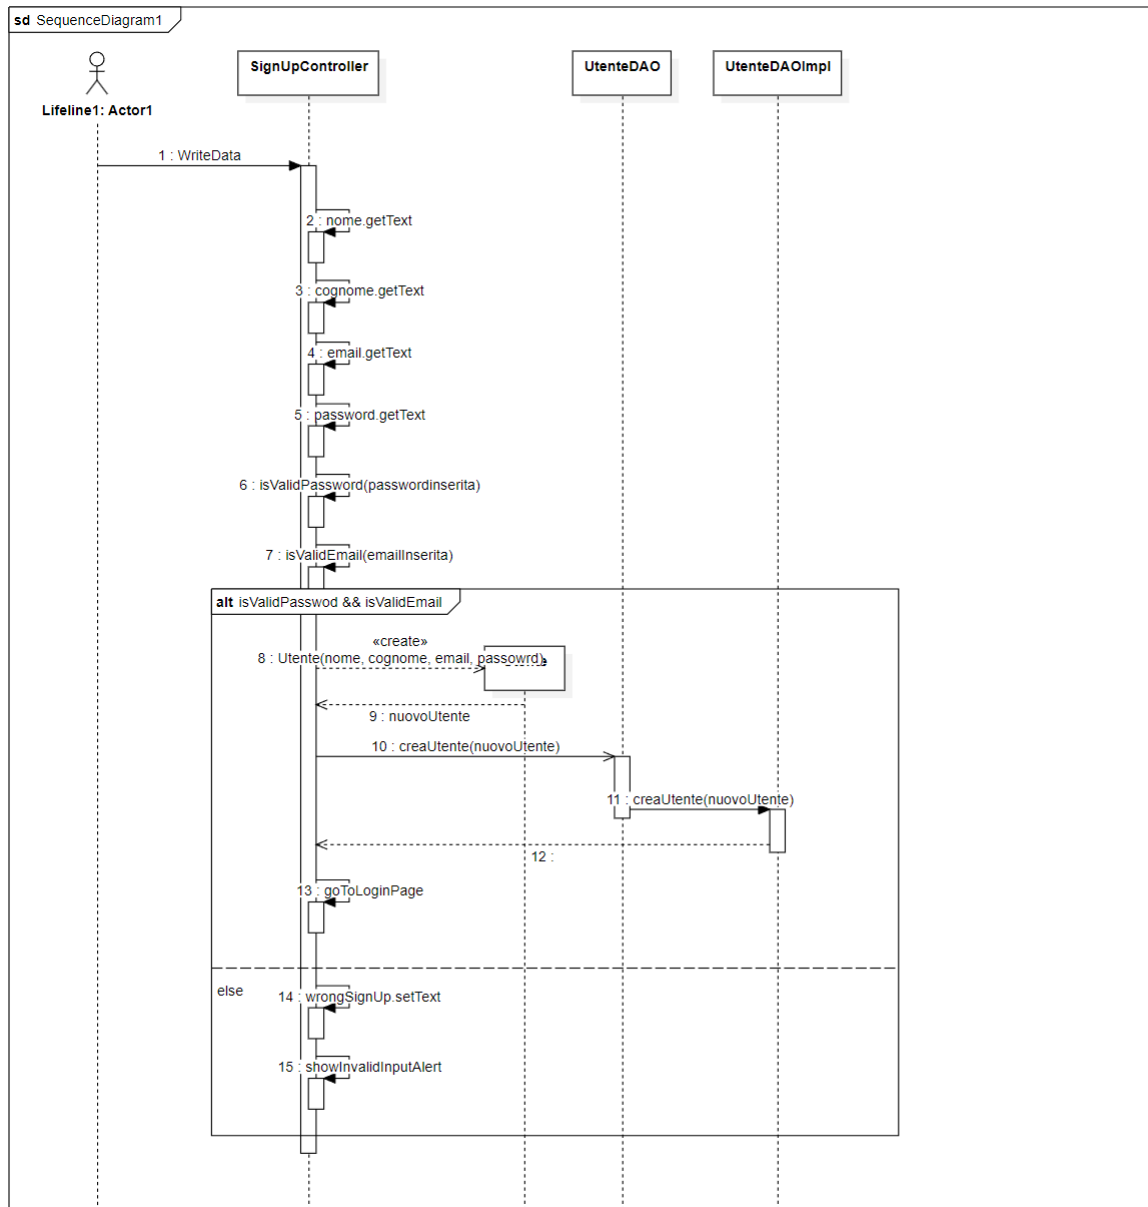 sd SequenceDiagram1
SignUpController
UtenteDAO
UtenteDAOImpl
Lifeline1: Actor1
1 : WriteData
2 : nome.getText
3 : cognome.getText
4 : email.getText
5 : password.getText
6 : isValidPassword(passwordinserita)
7 : isValidEmail(emailInserita)
alt isValidPasswod && isValidEmail
«create»
8 : Utente(nome, cognome, email, passowrd)
9 : nuovoUtente
10 : creaUtente(nuovoUtente)
11 : creaUtente(nuovoUtente)
12 :
13 : goToLoginPage
else
14 : wrongSignUp.setText
15 : showInvalidInputAlert